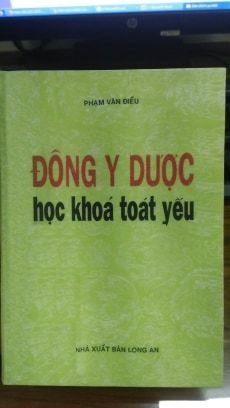 PHẠM VĂN ĐIỀU
ĐÔNG Y DƯỢC
học khoá toát yếu
NHÀ XUẤT BẢN LONG AN